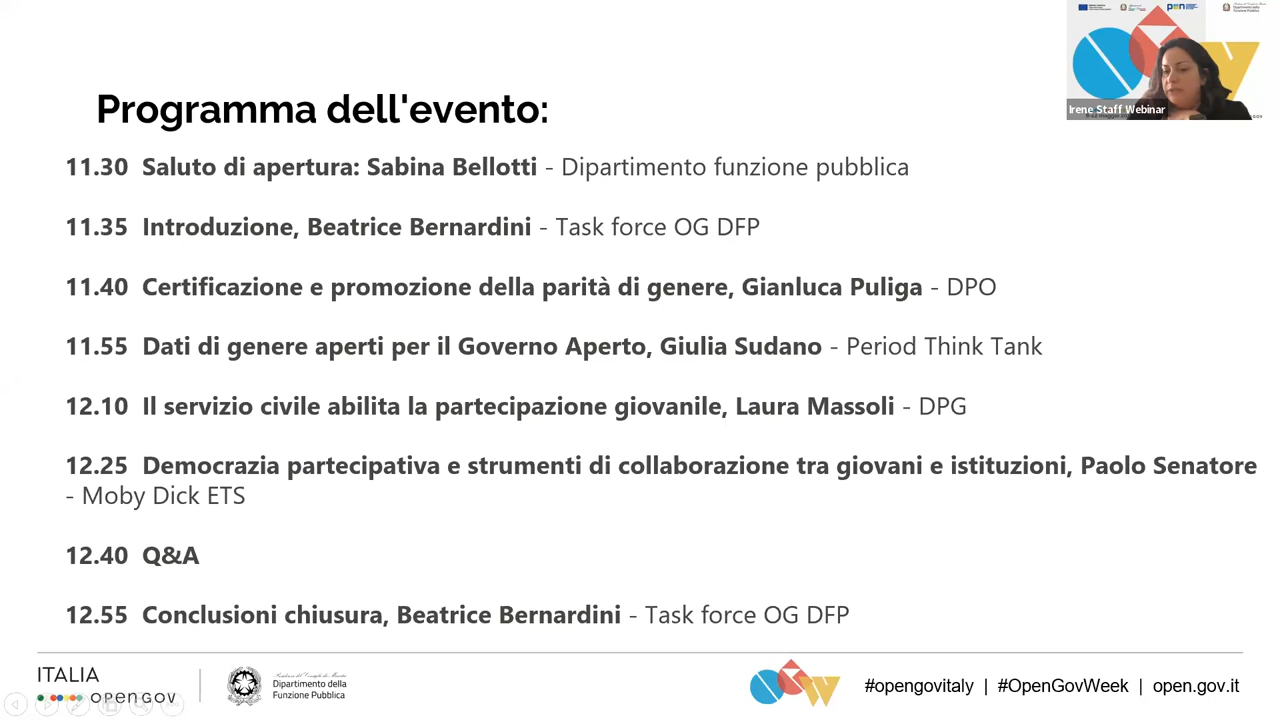 Programma dell'evento:
Irene Staff Webinar
11.30 Saluto di apertura: Sabina Bellotti - Dipartimento funzione pubblica
11.35 Introduzione, Beatrice Bernardini - Task force OG DFP
11.40 Certificazione e promozione della parità di genere, Gianluca Puliga - DPO
11.55 Dati di genere aperti per il Governo Aperto, Giulia Sudano - Period Think Tank
12.10 Il servizio civile abilita la partecipazione giovanile, Laura Massoli - DPG
12.25 Democrazia partecipativa e strumenti di collaborazione tra giovani e istituzioni, Paolo Senatore
- Moby Dick ETS
12.40 Q&A
12.55 Conclusioni chiusura, Beatrice Bernardini - Task force OG DFP
ITALIA
opengov
Dipartimento della
Funzione Pubblica
#opengovitaly | #OpenGovWeek | open.gov.it